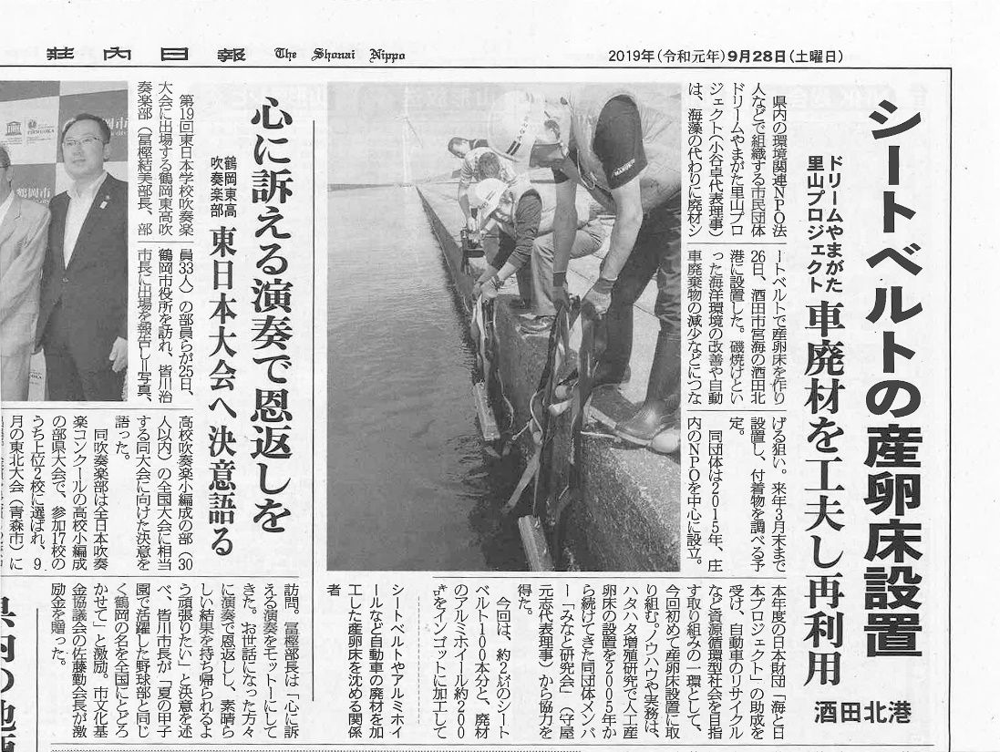 荘内日報 The Shonai Nippo
2019年(令和元年)9月28日(土曜日)
シートベルトの産卵床設置
酒田北港
ドリームやまがた
里山プロジェクト
車廃材を工夫し再利用
県内の環境関連NPO法
人などで組織する市民団体
ドリームやまがた里山プロ
ジェクト(小谷卓代表理事)
は、海藻の代わりに廃材シ
ートベルトで産卵床を作り
26日、酒田市宮海の酒田北
港に設置した。磯焼けとい
った海洋環境の改善や自動
車廃棄物の減少などにつな
げる狙い。来年3月末まで
設置し、付着物を調べる予
定。
同団体は2015年、庄
内のNPOを中心に設立。
本年度の日本財団「海と日
本プロジェクト」の助成を
受け、自動車のリサイクル
など資源循環型社会を目指
す取り組みの一環として、
今回初めて産卵床設置に取
り組む。ノウハウや実務は、
ハタハタ増殖研究で人工産
卵床の設置を2005年か
ら続けてきた同団体メンバ
ー「みなと研究会」(守屋
元志代表理事)から協力を
得た。
今回は、約2㍍のシート
ベルト100本分と、廃材
のアルミホイール約200
㌔をインゴットに加工して
シートベルトやアルミホイ
ールなど自動車の廃材を加
工した産卵床を沈める関係
者
MARUKO
心に訴える演奏で恩返しを
鶴岡東高
吹奏楽部
東日本大会へ決意語る
第19回東日本学校吹奏楽
大会に出場する鶴岡東高吹
奏楽部(冨樫結美部長、部
員33人)の部員らが25日、
鶴岡市役所を訪れ、皆川治
市長に出場を報告し=写真、
高校吹奏楽小編成の部(30
人以内)の全国大会に相当
する同大会に向けた決意を
語った。
同吹奏楽部は全日本吹奏
楽コンクールの高校小編成
の部県大会で、参加17校の
うち上位2校に選ばれ、9
月の東北大会(青森市)に
訪問。冨樫部長は「心に訴
える演奏をモットーにして
きた。お世話になった方々
に演奏で恩返しし、素晴ら
しい結果を持ち帰られるよ
う頑張りたい」と決意を述
べ、皆川市長が「夏の甲子
園で活躍した野球部と同じ
く鶴岡の名を全国にとどろ
かせて」と激励。市文化基
金協議会の佐藤勤会長が激
励金を贈った。
鶴岡市
県内の地価